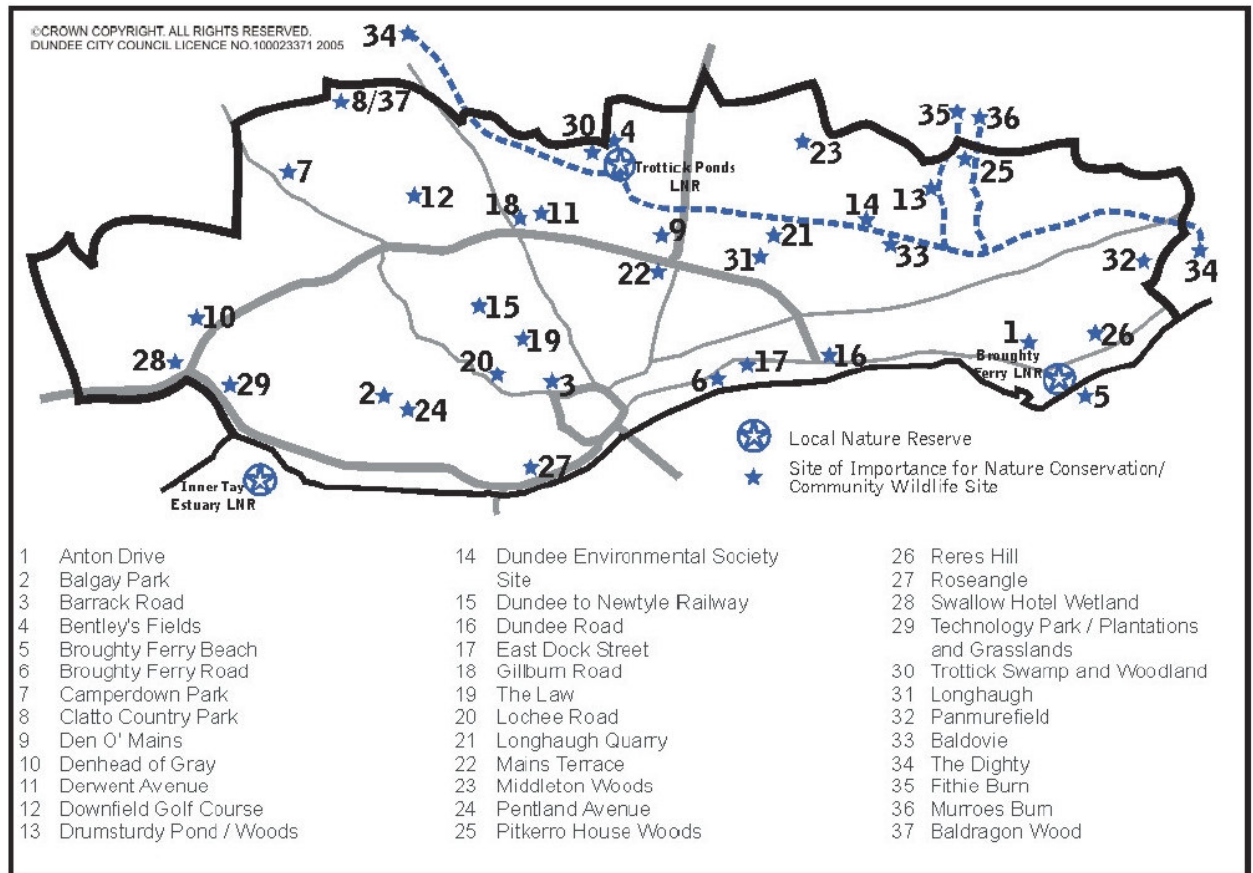 ©CROWN COPYRIGHT. ALL RIGHTS RESERVED.
DUNDEE CITY COUNCIL LICENCE NO.100023371 2005
34
8/37
30
4
35
36
7
Trottick Ponds
LNR
23
25
12
13
18
11
14
9
21
31
33
22
32
34
10
15
19
1
26
28
20
17
16
Broughty
Ferry LNR
29
2
3
6
5
24
27
Inner Tay
Estuary LNR
Local Nature Reserve
Site of Importance for Nature Conservation/
Community Wildlife Site
1 Anton Drive
2 Balgay Park
3 Barrack Road
4 Bentley's Fields
5 Broughty Ferry Beach
6 Broughty Ferry Road
7 Camperdown Park
8 Clatto Country Park
9 Den O' Mains
10 Denhead of Gray
11 Derwent Avenue
12 Downfield Golf Course
13 Drumsturdy Pond / Woods
14 Dundee Environmental Society
Site
15 Dundee to Newtyle Railway
16 Dundee Road
17 East Dock Street
18 Gillburn Road
19 The Law
20 Lochee Road
21 Longhaugh Quarry
22 Mains Terrace
23 Middleton Woods
24 Pentland Avenue
25 Pitkerro House Woods
26 Reres Hill
27 Roseangle
28 Swallow Hotel Wetland
29 Technology Park / Plantations
and Grasslands
30 Trottick Swamp and Woodland
31 Longhaugh
32 Panmurefield
33 Baldovie
34 The Dighty
35 Fithie Burn
36 Murroes Burn
37 Baldragon Wood